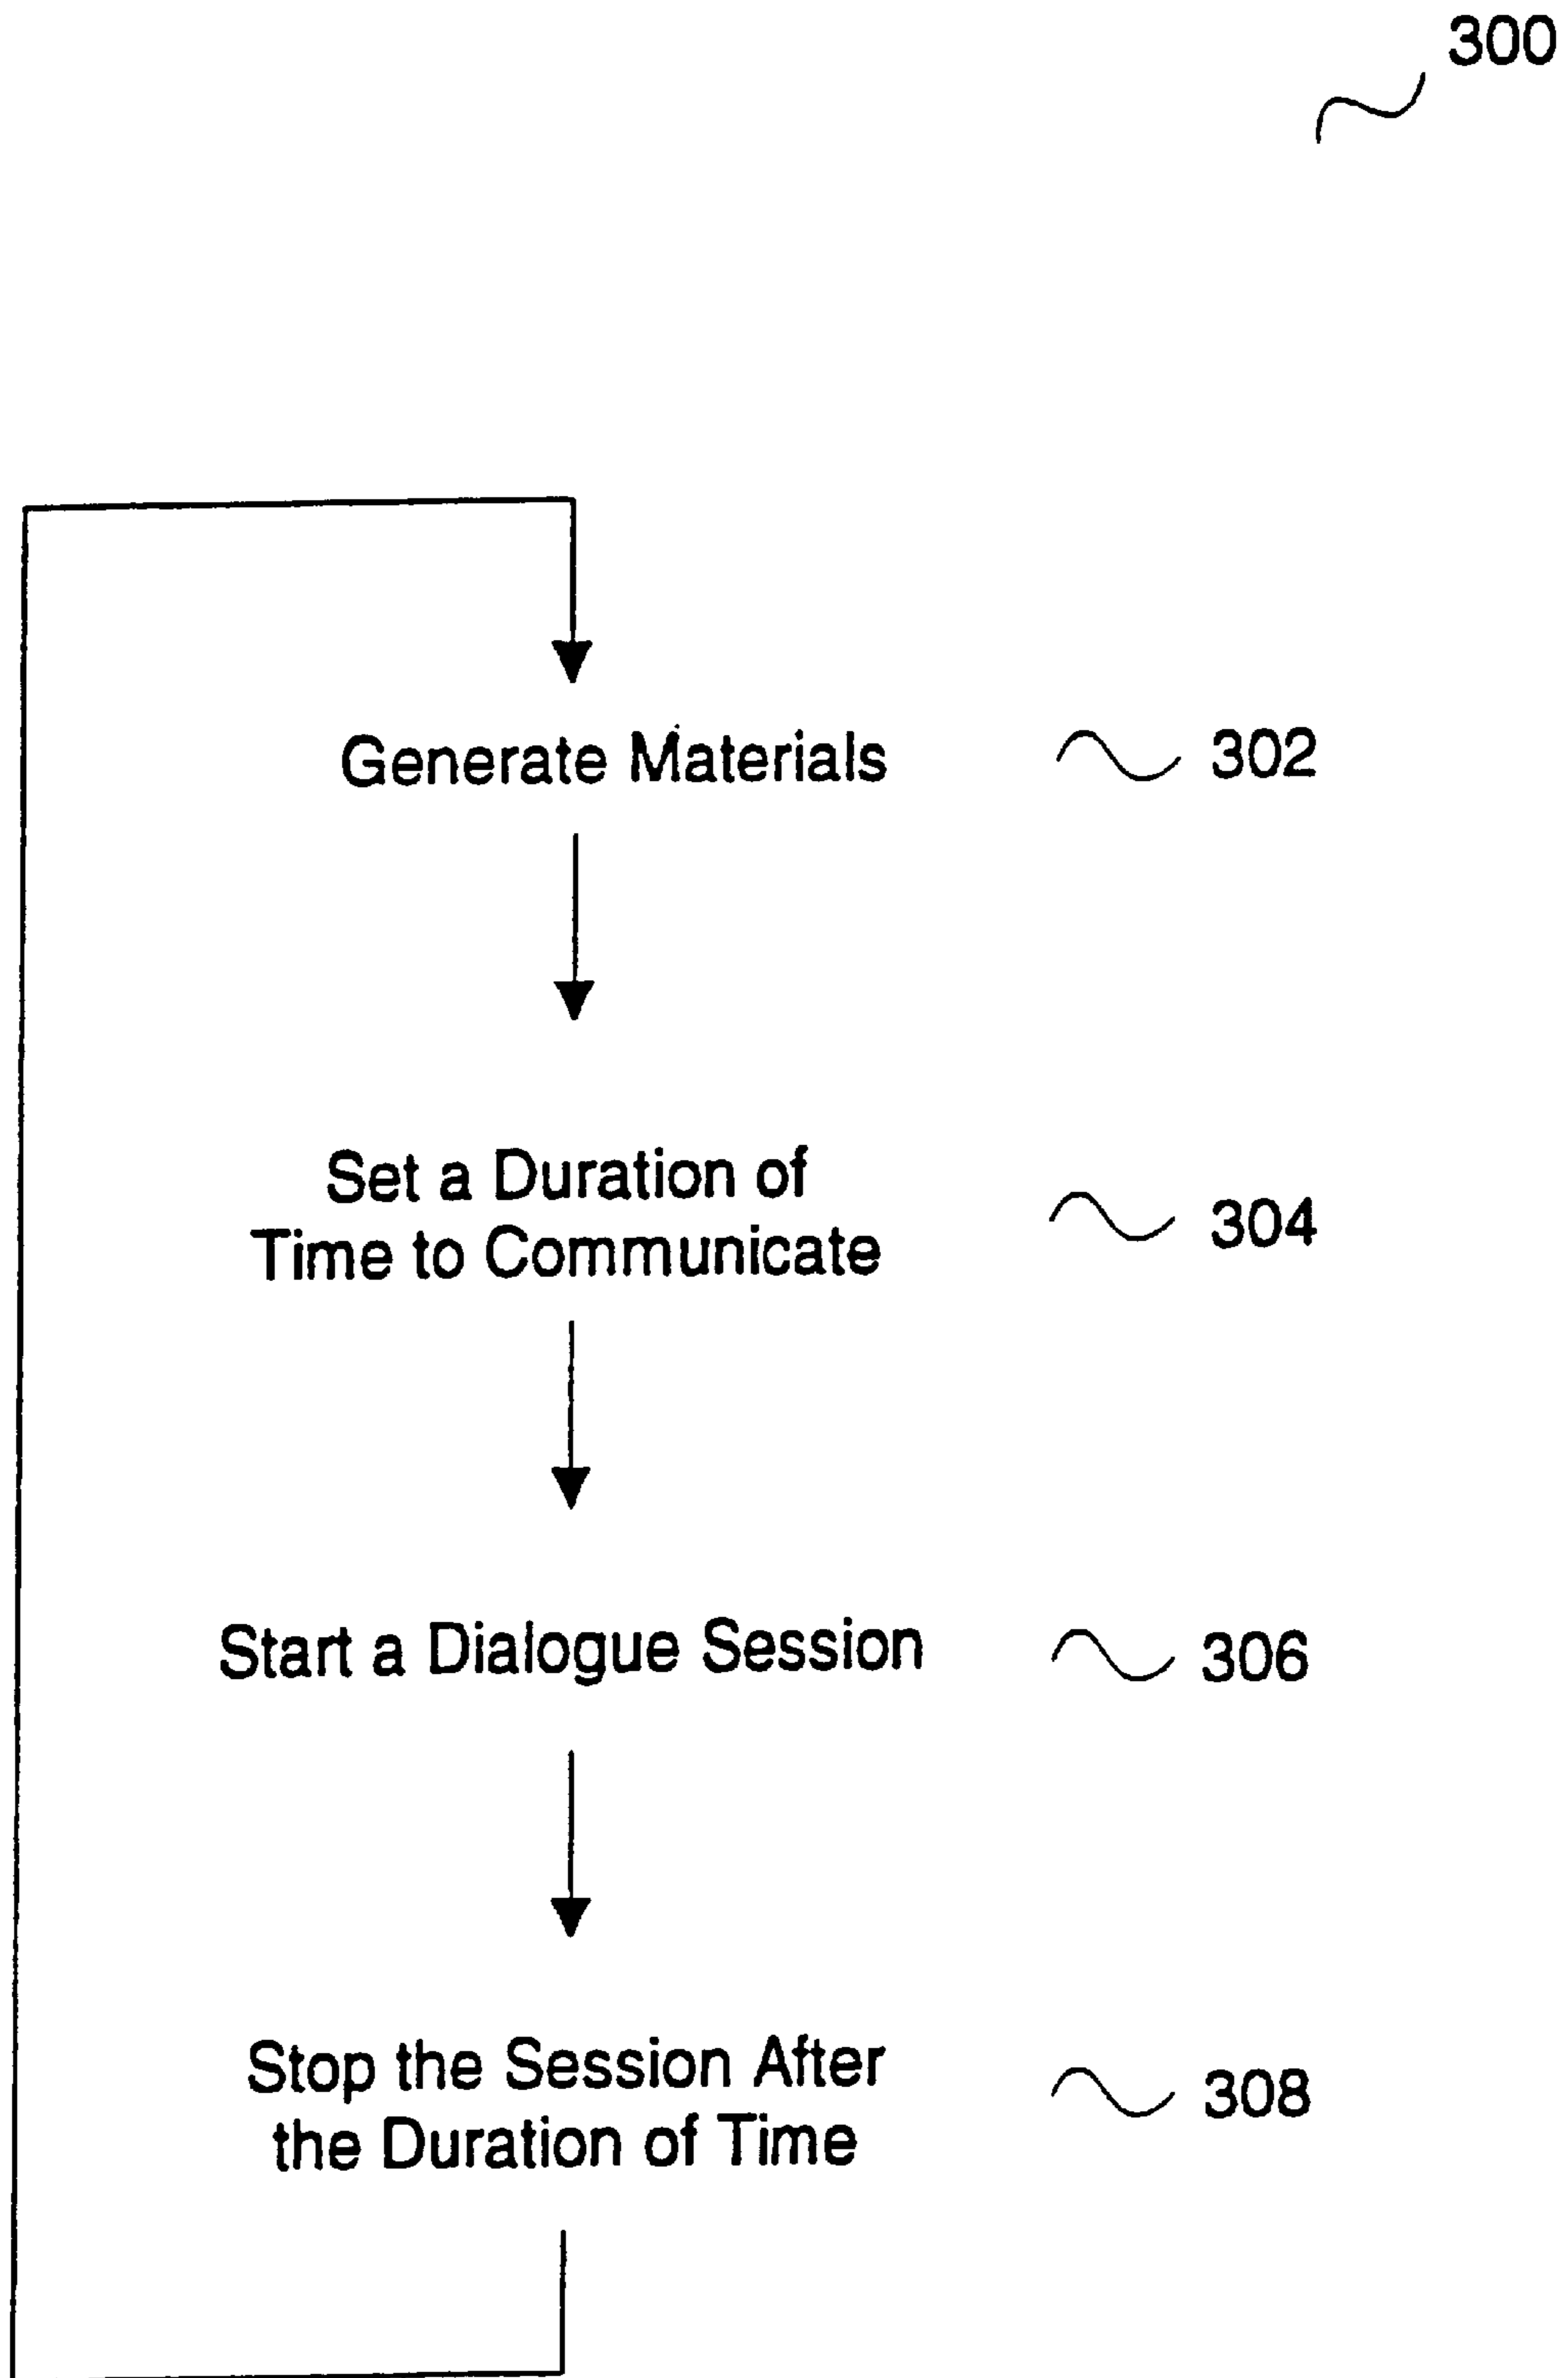 300
Generate Materials 302
Set a Duration of
Time to Communicate 304
Start a Dialogue Session 306
Stop the Session After
the Duration of Time 308